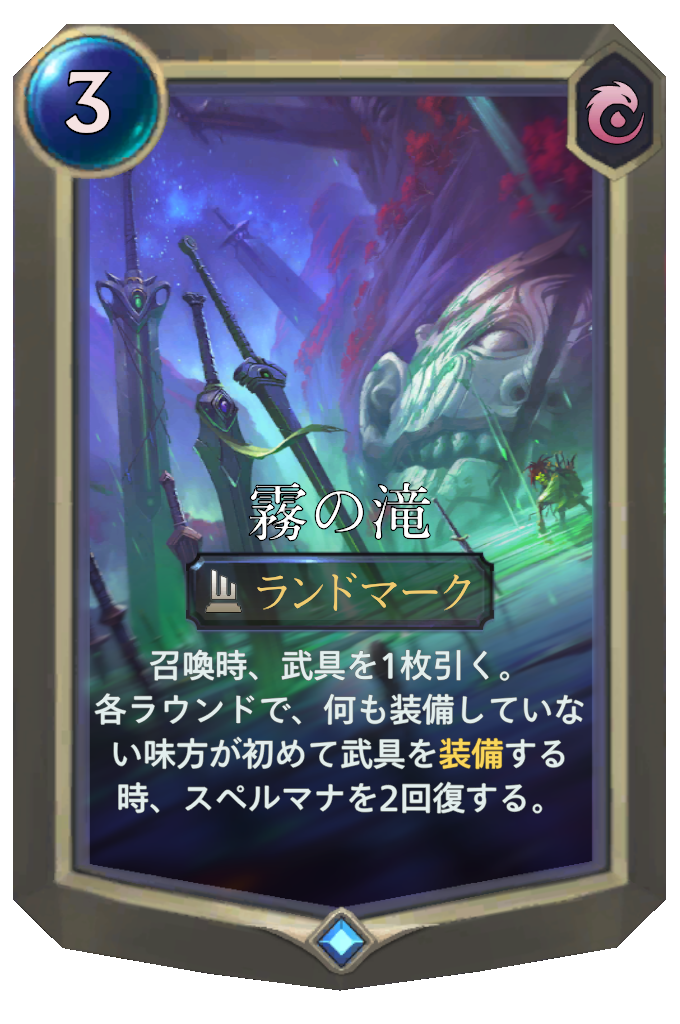 3
霧の滝
ランドマーク
召喚時、武具を1枚引く。
各ラウンドで、何も装備していな
い味方が初めて武具を装備する
時、スペルマナを2回復する。